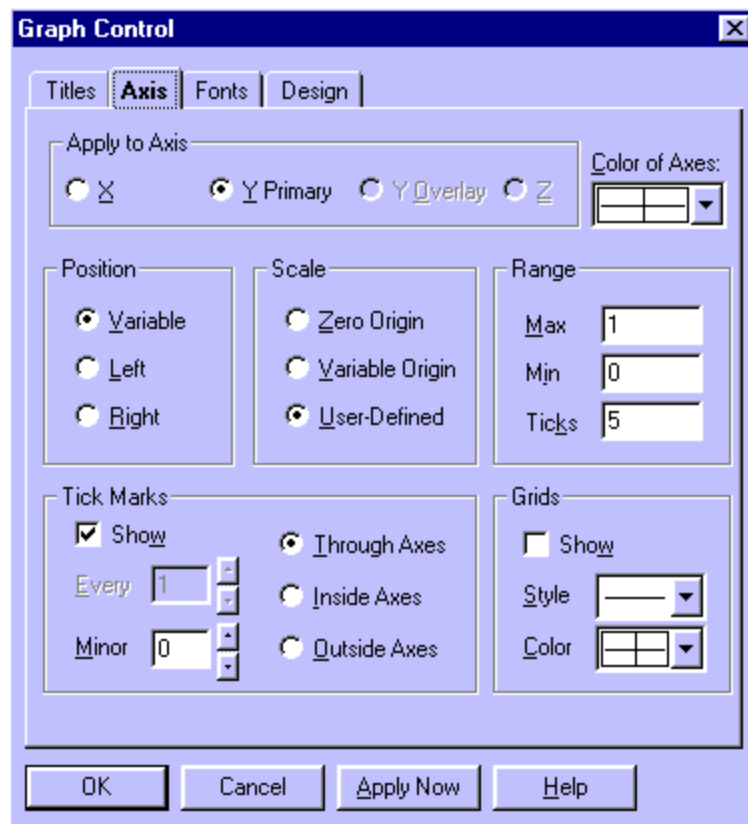 Graph Control
Titles Axis Fonts Design
Apply to Axis
X Y Primary Y Overlay Z
Color of Axes:
Position
Variable
Left
Right
Scale
Zero Origin
Variable Origin
User-Defined
Range
Max 1
Min 0
Ticks 5
Tick Marks
Show
Every 1
Minor 0
Through Axes
Inside Axes
Outside Axes
Grids
Show
Style
Color
OK Cancel Apply Now Help